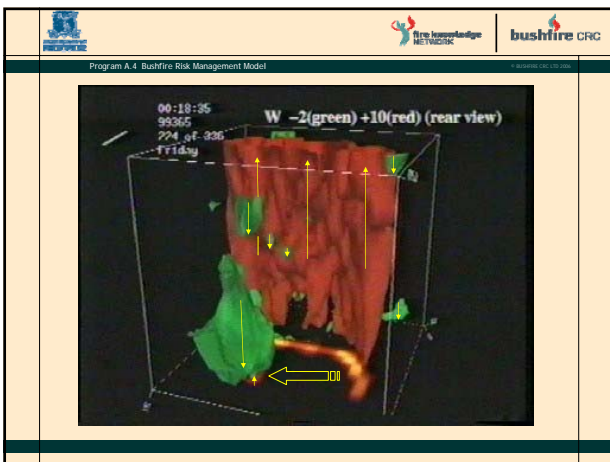 fire knowledge
NETWORK
bushfire CRC
Program A.4 Bushfire Risk Management Model
© BUSHFIRE CRC LTD 2006
00:18:35
99365
224 of 336
friday
W −2(green) +10(red) (rear view)